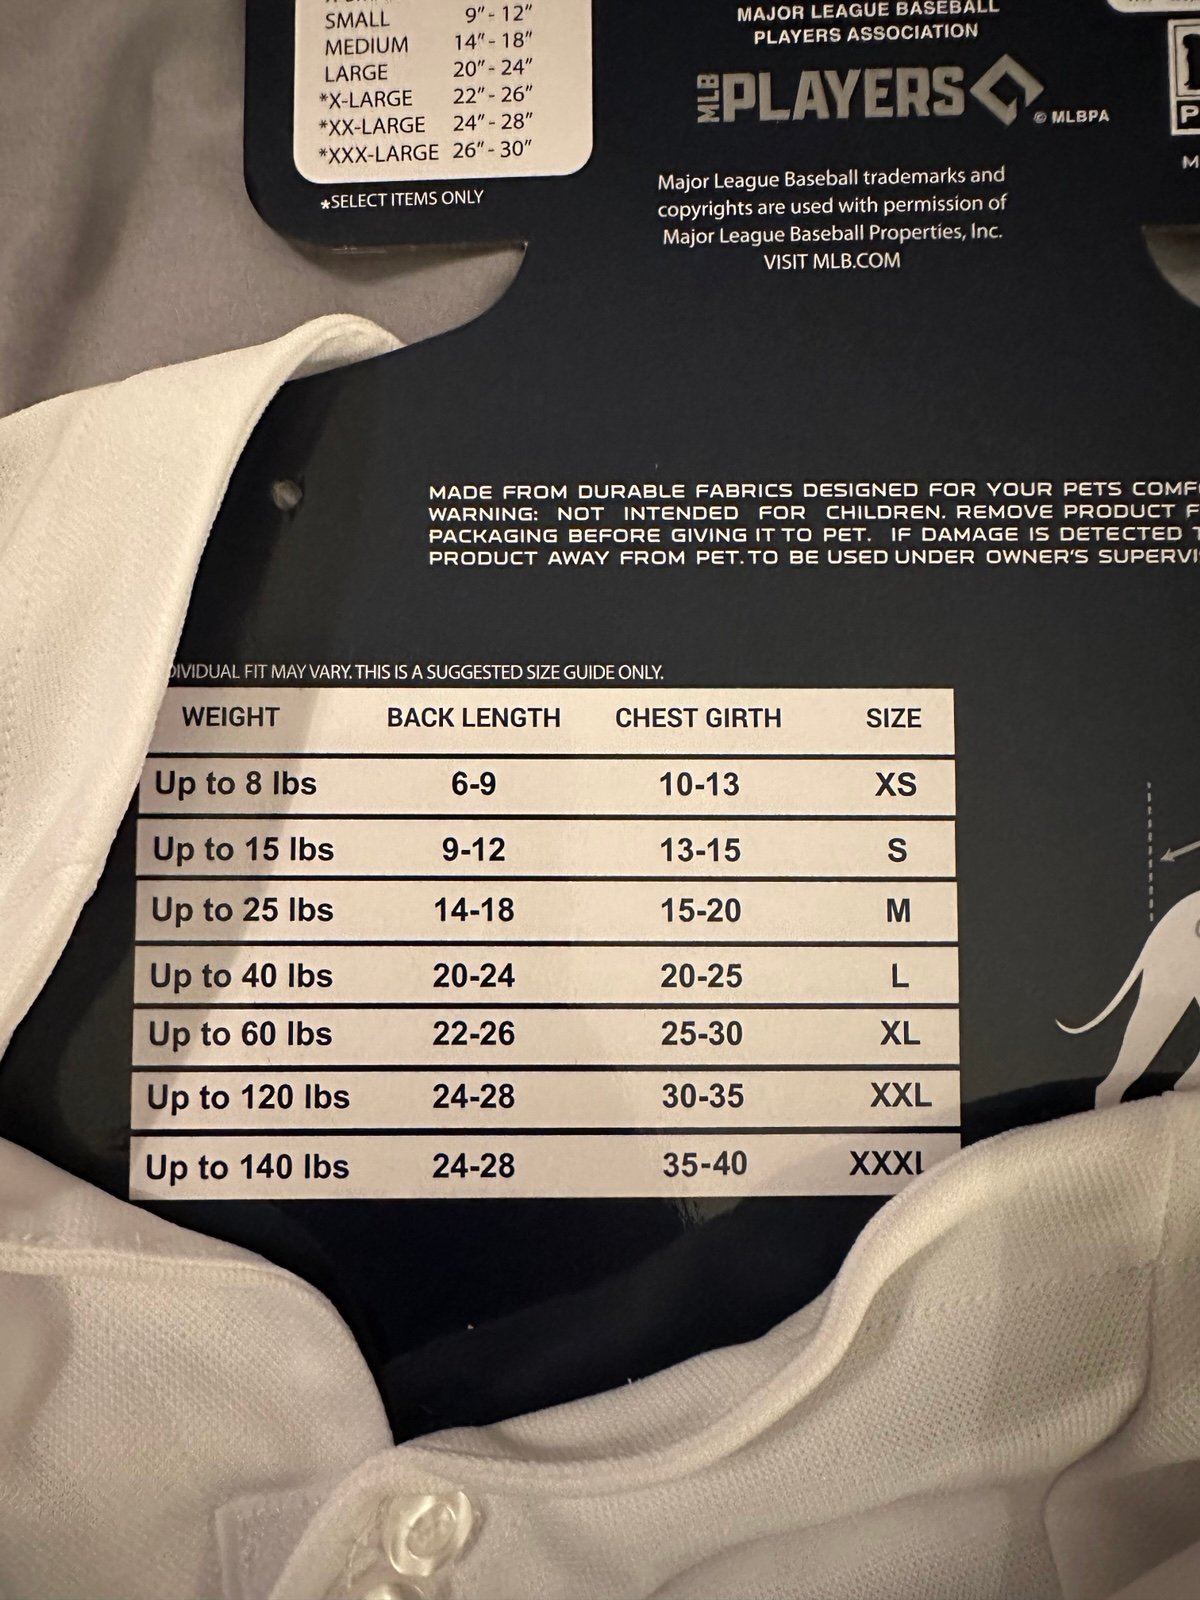 SMALL 9"- 12"
MEDIUM 14"- 18"
LARGE 20"- 24"
*X-LARGE 22"- 26"
*XX-LARGE 24"- 28"
*XXX-LARGE 26"- 30"
*SELECT ITEMS ONLY
MAJOR LEAGUE BASEBALL
PLAYERS ASSOCIATION
MLB PLAYERS
© MLBPA
Major League Baseball trademarks and
copyrights are used with permission of
Major League Baseball Properties, Inc.
VISIT MLB.COM
MADE FROM DURABLE FABRICS DESIGNED FOR YOUR PETS
WARNING: NOT INTENDED FOR CHILDREN. REMOVE PRODUCT
PACKAGING BEFORE GIVING IT TO PET. IF DAMAGE IS DETECTED
PRODUCT AWAY FROM PET. TO BE USED UNDER OWNER'S
FIT MAY VARY. THIS IS A SUGGESTED SIZE GUIDE ONLY.
WEIGHT BACK LENGTH CHEST GIRTH SIZE
Up to 8 lbs 6-9 10-13 XS
Up to 15 lbs 9-12 13-15 S
Up to 25 lbs 14-18 15-20 M
Up to 40 lbs 20-24 20-25 L
Up to 60 lbs 22-26 25-30 XL
Up to 120 lbs 24-28 30-35 XXL
Up to 140 lbs 24-28 35-40 XXXL